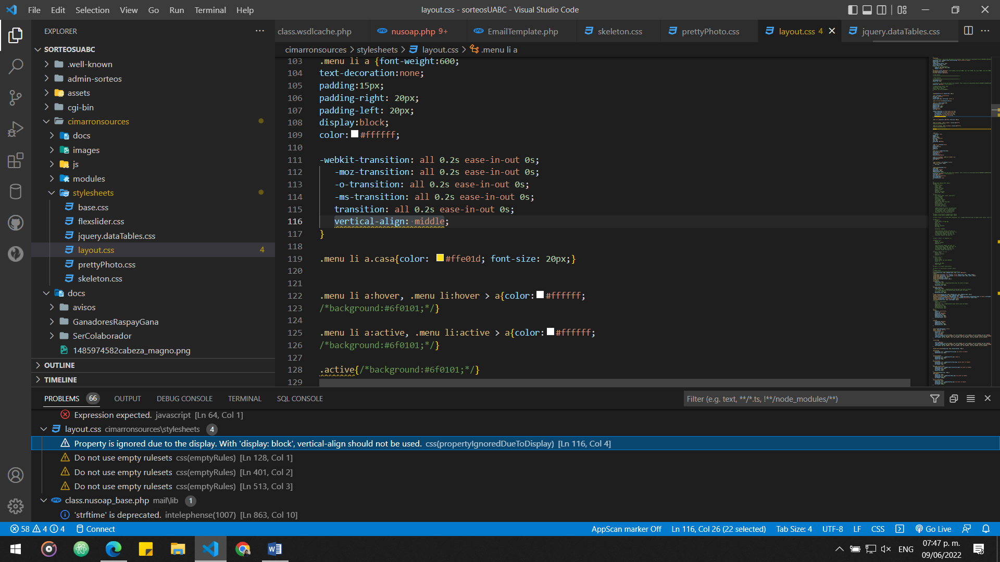 File Edit Selection View Go Run Terminal Help
layout.css - sorteosUABC - Visual Studio Code
EXPLORER
SORTEOSUABC
.well-known
admin-sorteos
assets
cgi-bin
cimarronsources
docs
images
js
modules
stylesheets
base.css
flexslider.css
jquery.dataTables.css
layout.css 4
prettyPhoto.css
skeleton.css
docs
avisos
GanadoresRaspayGana
SerColaborador
1485974582cabeza_magno.png
OUTLINE
TIMELINE
class.wsdlcache.php nusoap.php 9+ EmailTemplate.php skeleton.css prettyPhoto.css layout.css 4 jquery.dataTables.css
cimarronsources > stylesheets > layout.css > .menu li a
103 .menu li a {font-weight:600;
104 text-decoration:none;
105 padding:15px;
106 padding-right: 20px;
107 padding-left: 20px;
108 display:block;
109 color:#ffffff;
110
111 -webkit-transition: all 0.2s ease-in-out 0s;
112 -moz-transition: all 0.2s ease-in-out 0s;
113 -o-transition: all 0.2s ease-in-out 0s;
114 -ms-transition: all 0.2s ease-in-out 0s;
115 transition: all 0.2s ease-in-out 0s;
116 vertical-align: middle;
117 }
118
119 .menu li a.casa{color: #ffe01d; font-size: 20px;}
120
121
122 .menu li a:hover, .menu li:hover > a{color:#ffffff;
123 /*background:#6f0101;*/}
124
125 .menu li a:active, .menu li:active > a{color:#ffffff;
126 /*background:#6f0101;*/}
127
128 .active{/*background:#6f0101;*/}
129
PROBLEMS 66 OUTPUT DEBUG CONSOLE TERMINAL SQL CONSOLE
Filter (e.g. text, **/*.ts, !**/node_modules/**)
Expression expected. javascript [Ln 64, Col 1]
layout.css cimarronsources\stylesheets 4
Property is ignored due to the display. With 'display: block', vertical-align should not be used. css(propertyIgnoredDueToDisplay) [Ln 116, Col 4]
Do not use empty rulesets css(emptyRules) [Ln 128, Col 1]
Do not use empty rulesets css(emptyRules) [Ln 401, Col 2]
Do not use empty rulesets css(emptyRules) [Ln 513, Col 3]
class.nusoap_base.php mail\lib 1
'strftime' is deprecated. intelephense(1007) [Ln 863, Col 10]
58 4 4 Connect AppScan marker Off Ln 116, Col 26 (22 selected) Tab Size: 4 UTF-8 LF CSS Go Live
ENG
07:47 p. m.
09/06/2022